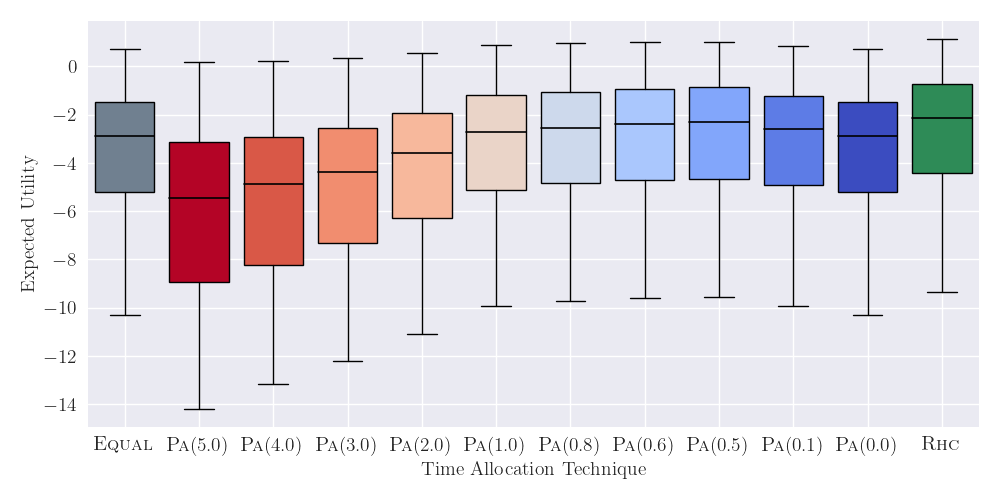 Expected Utility
0
−2
−4
−6
−8
−10
−12
−14
Equal Pa(5.0) Pa(4.0) Pa(3.0) Pa(2.0) Pa(1.0) Pa(0.8) Pa(0.6) Pa(0.5) Pa(0.1) Pa(0.0) Rhc
Time Allocation Technique